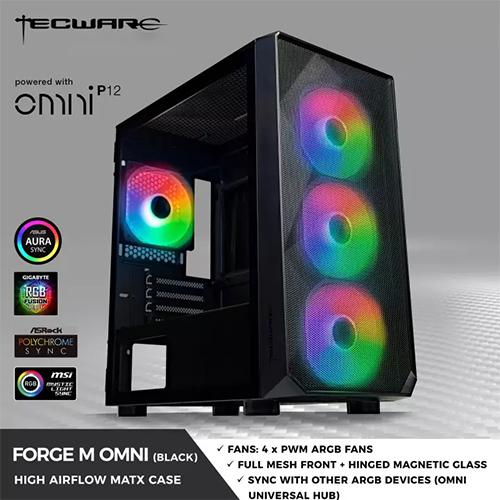 TECWARE
powered with
omni P12
ASUS
AURA
SYNC
GIGABYTE
RGB
FUSION
ASRock
POLYCHROME
SYNC
RGB
msi
MYSTIC
LIGHT
SYNC
TECWARE
FORGE M OMNI (BLACK)
HIGH AIRFLOW MATX CASE
✓ FANS: 4 x PWM ARGB FANS
✓ FULL MESH FRONT + HINGED MAGNETIC GLASS
✓ SYNC WITH OTHER ARGB DEVICES (OMNI
UNIVERSAL HUB)